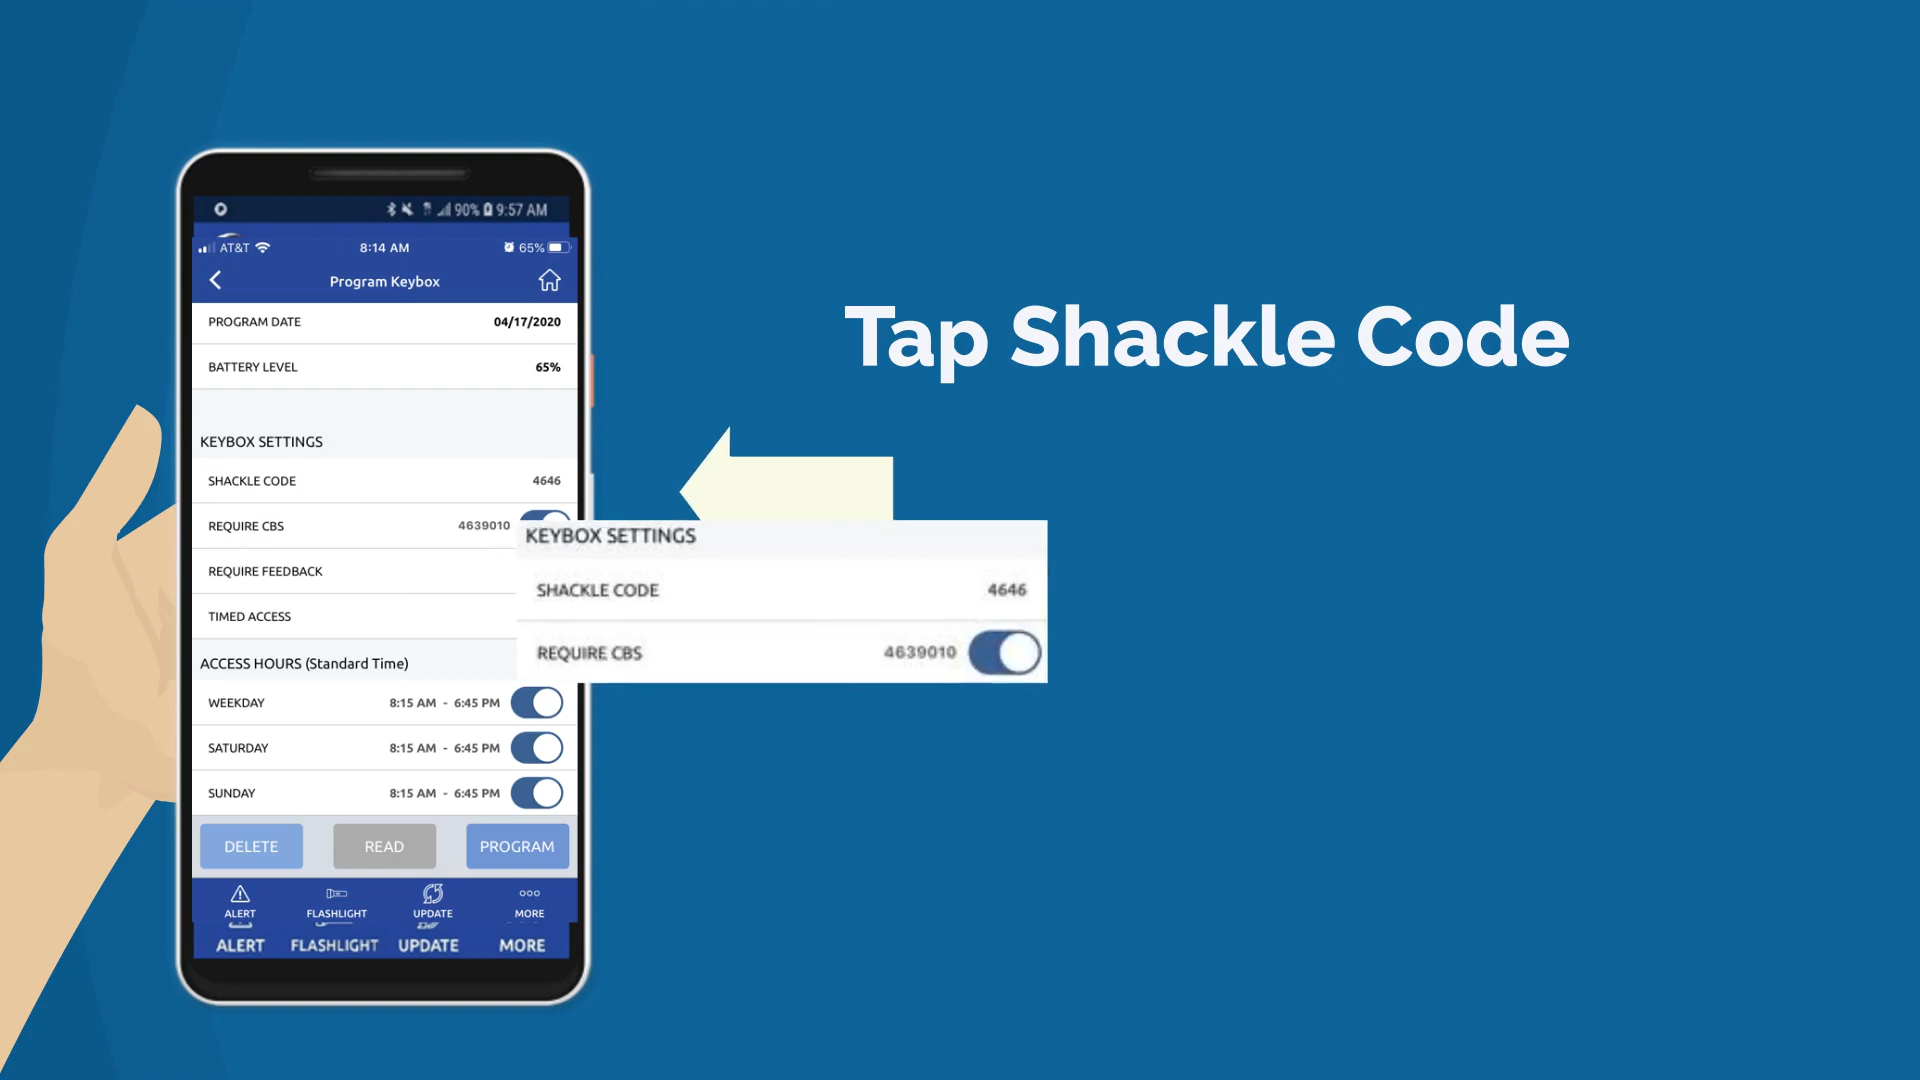 90% 9:57 AM
AT&T 8:14 AM 65%
Program Keybox
PROGRAM DATE 04/17/2020
BATTERY LEVEL 65%
KEYBOX SETTINGS
SHACKLE CODE 4646
REQUIRE CBS 4639010
REQUIRE FEEDBACK
TIMED ACCESS
ACCESS HOURS (Standard Time)
WEEKDAY 8:15 AM - 6:45 PM
SATURDAY 8:15 AM - 6:45 PM
SUNDAY 8:15 AM - 6:45 PM
DELETE READ PROGRAM
ALERT FLASHLIGHT UPDATE MORE
ALERT FLASHLIGHT UPDATE MORE
Tap Shackle Code
KEYBOX SETTINGS
SHACKLE CODE 4646
REQUIRE CBS 4639010